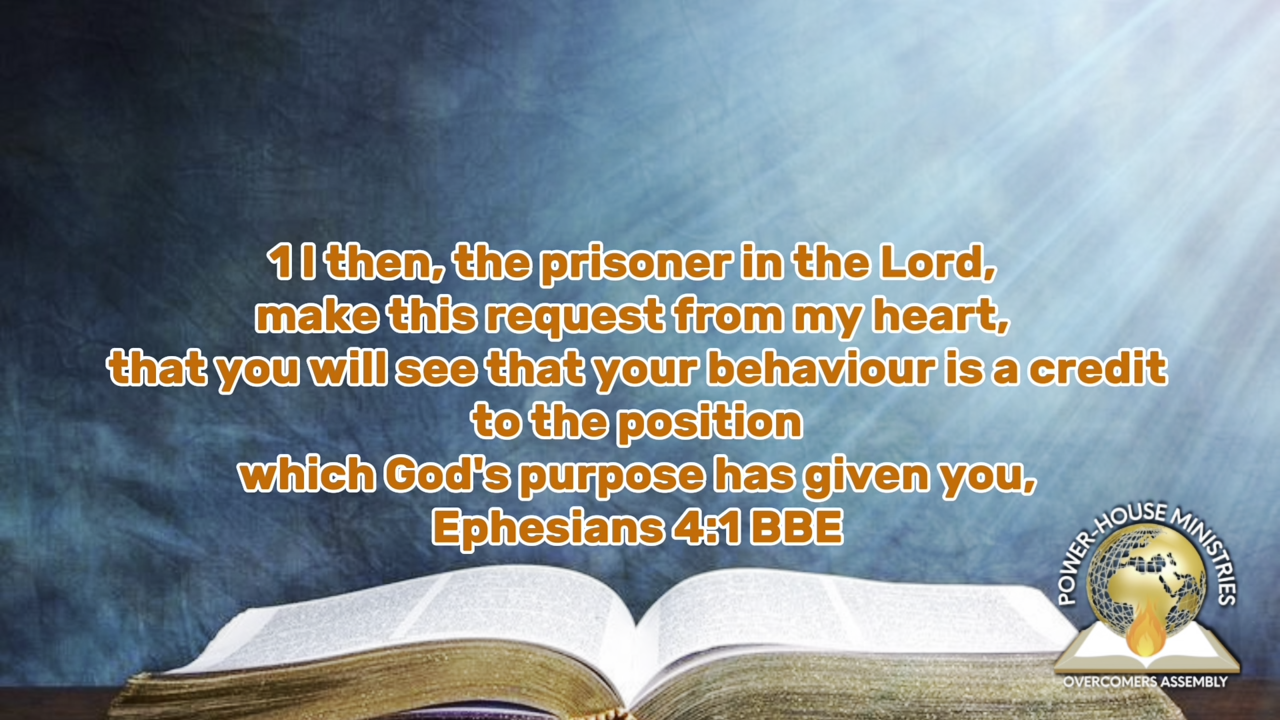 1 I then, the prisoner in the Lord,
make this request from my heart,
that you will see that your behaviour is a credit
to the position
which God's purpose has given you,
Ephesians 4:1 BBE
POWER-HOUSE MINISTRIES
OVERCOMERS ASSEMBLY